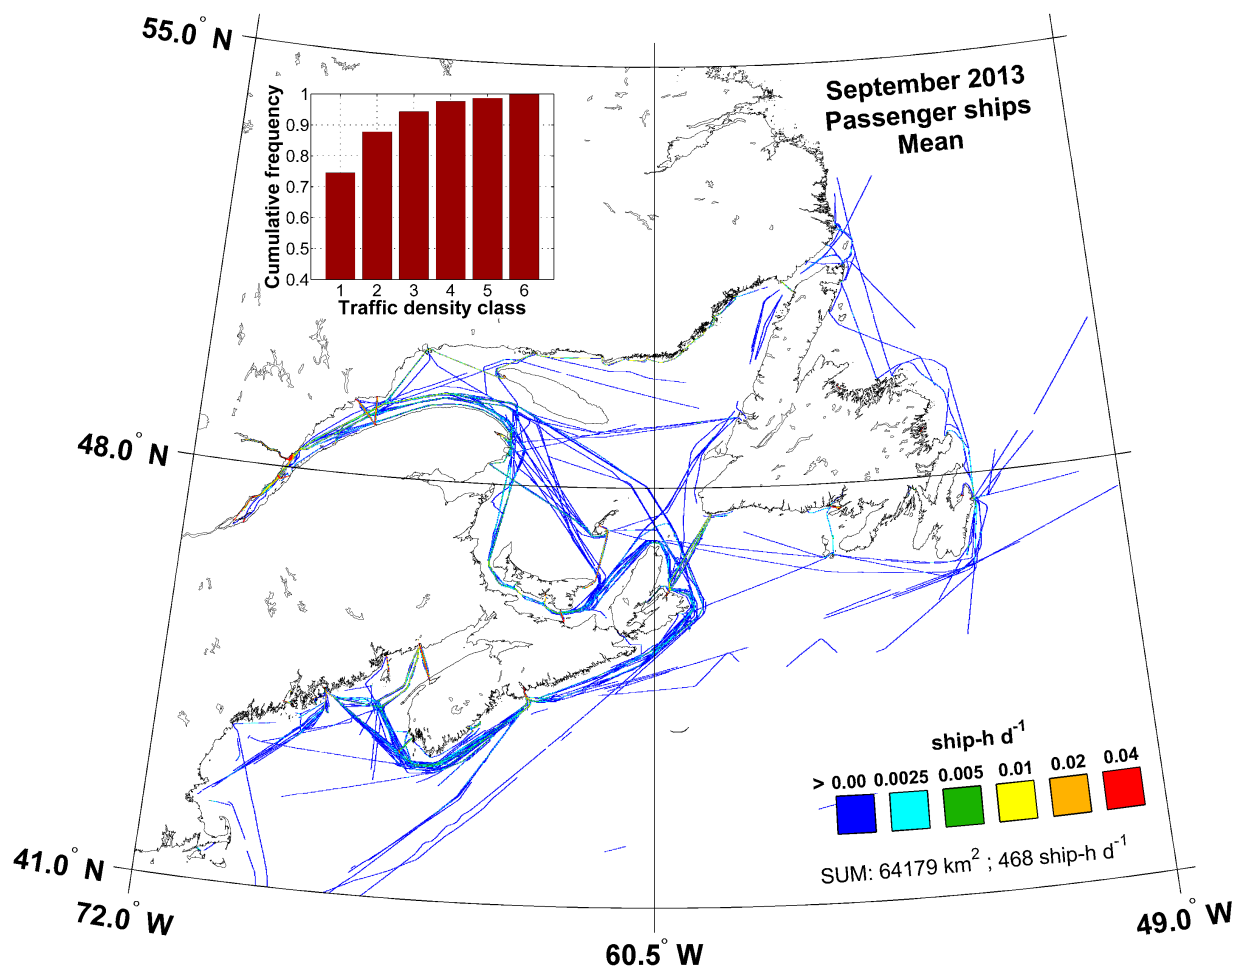 55.0° N
September 2013
Passenger ships
Mean
Cumulative frequency
1
0.9
0.8
0.7
0.6
0.5
0.4
1 2 3 4 5 6
Traffic density class
48.0° N
ship-h d⁻¹
> 0.00 0.0025 0.005 0.01 0.02 0.04
SUM: 64179 km² ; 468 ship-h d⁻¹
41.0° N
72.0° W
60.5° W
49.0° W